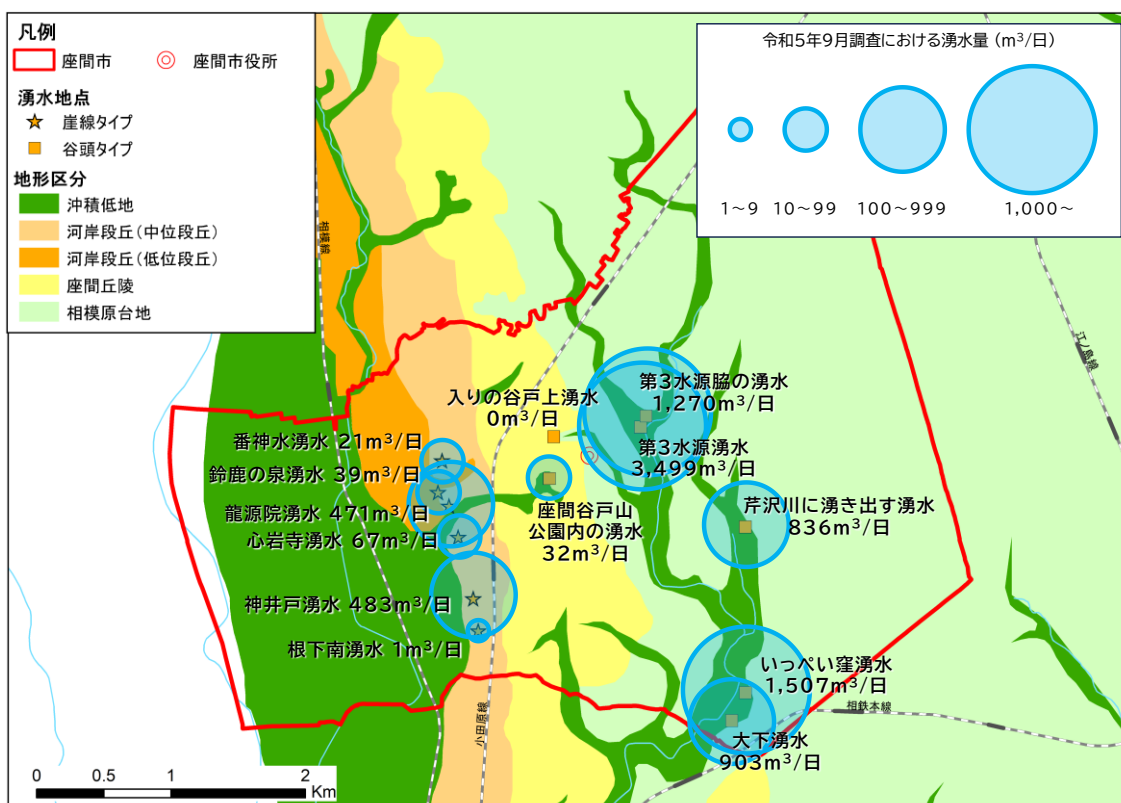 凡例
座間市
座間市役所
湧水地点
崖線タイプ
谷頭タイプ
地形区分
沖積低地
河岸段丘(中位段丘)
河岸段丘(低位段丘)
座間丘陵
相模原台地
令和5年9月調査における湧水量 (m³/日)
1~9
10~99
100~999
1,000~
相模線
江ノ島線
第3水源脇の湧水
1,270m³/日
入りの谷戸上湧水
0m³/日
番神水湧水 21m³/日
第3水源湧水
3,499m³/日
鈴鹿の泉湧水 39m³/日
龍源院湧水 471m³/日
座間谷戸山
公園内の湧水
32m³/日
芹沢川に湧き出す湧水
836m³/日
心岩寺湧水 67m³/日
神井戸湧水 483m³/日
根下南湧水 1m³/日
いっぺい窪湧水
1,507m³/日
小田原線
相鉄本線
大下湧水
903m³/日
0 0.5 1 2
Km